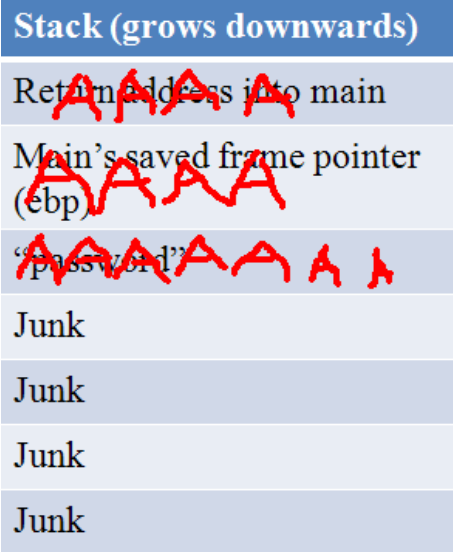 Stack (grows downwards)
Return address into main
AAAA
Main's saved frame pointer
(ebp)
AAAA
"password"
AAAAAAA
Junk
Junk
Junk
Junk